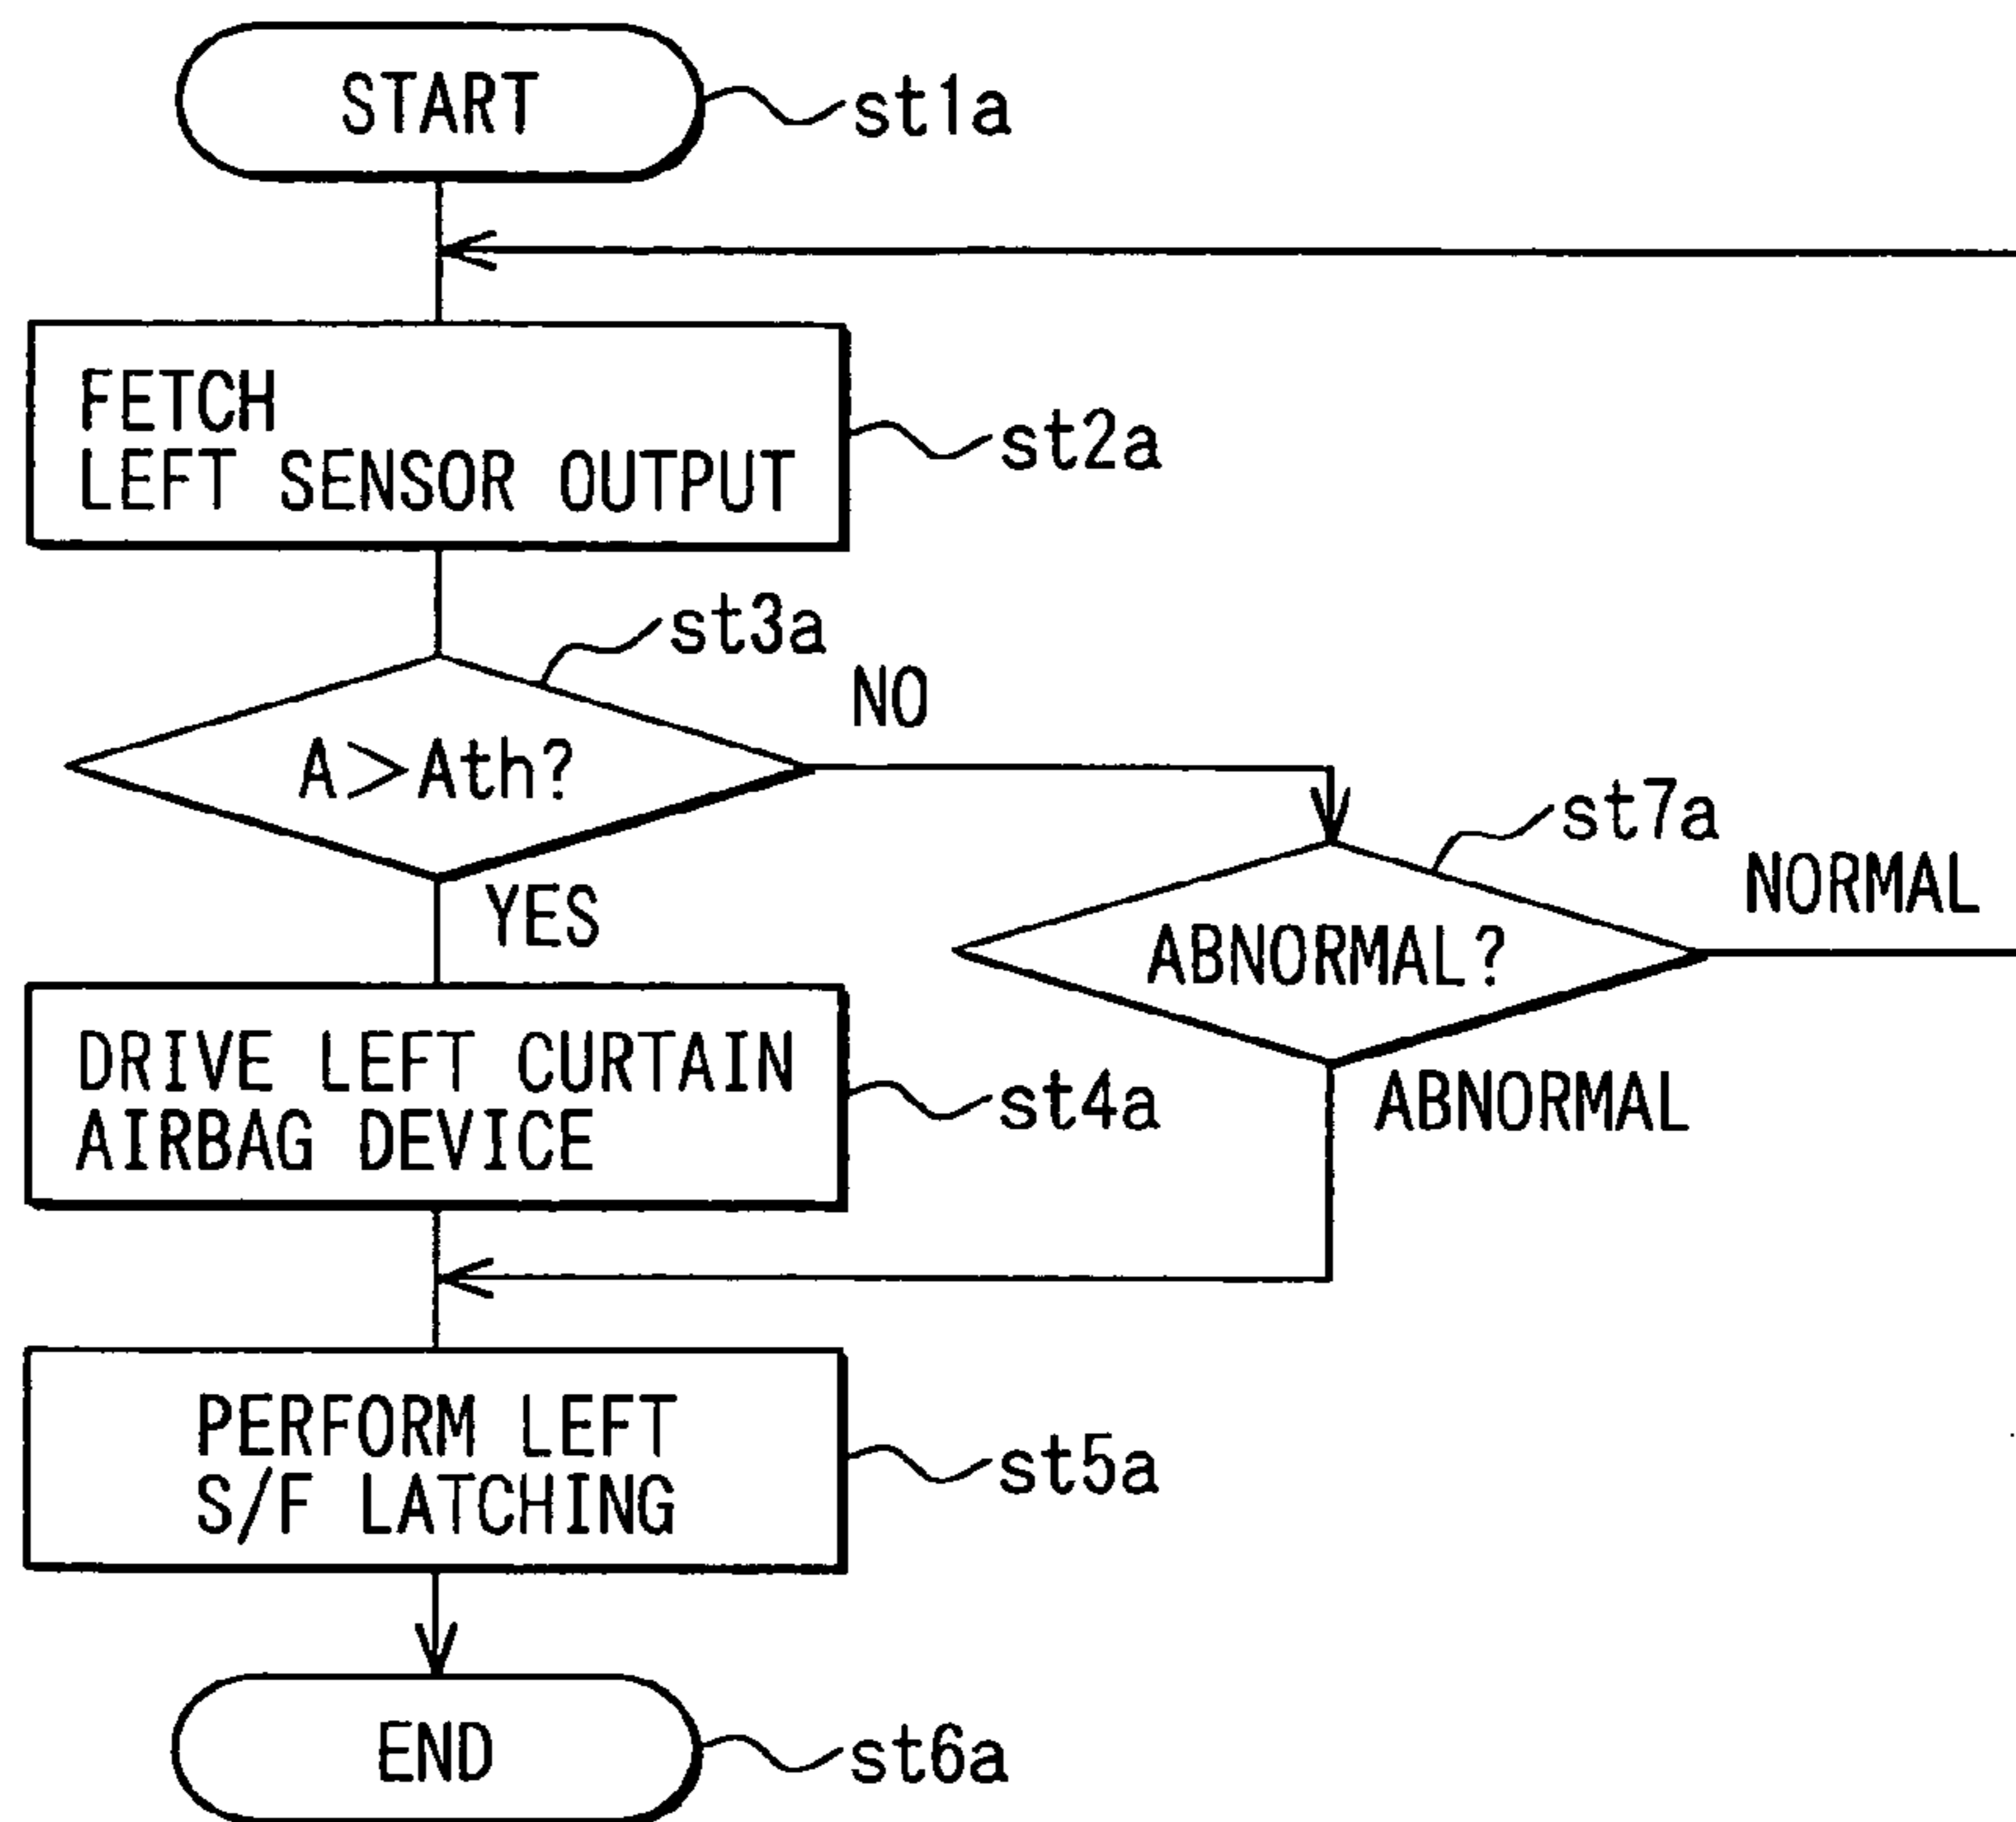 START
st1a
FETCH
LEFT SENSOR OUTPUT
st2a
st3a
A>Ath?
NO
YES
st7a
ABNORMAL?
NORMAL
ABNORMAL
DRIVE LEFT CURTAIN
AIRBAG DEVICE
st4a
PERFORM LEFT
S/F LATCHING
st5a
END
st6a